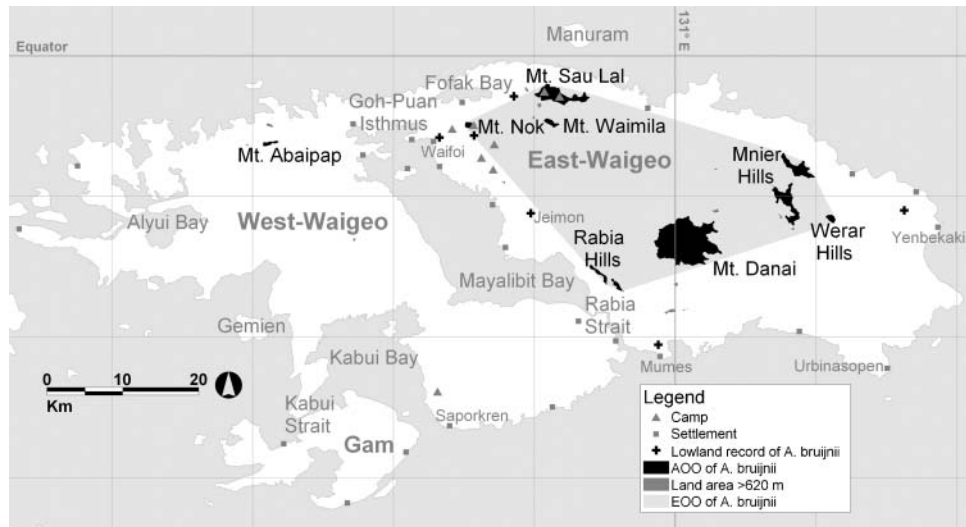 Equator
Manuram
131° E
Mt. Sau Lal
Fofak Bay
Goh-Puan
Isthmus
Mt. Nok
Mt. Waimila
Mt. Abaipap
Waifoi
East-Waigeo
Mnier
Hills
Alyui Bay
West-Waigeo
Jeimon
Rabia
Hills
Werar
Hills
Yenbekaki
Mayalibit Bay
Mt. Danai
Rabia
Strait
Gemien
Kabui Bay
Mumes
Urbinasopen
0 10 20
Km
Kabui
Strait
Saporkren
Gam
Legend
Camp
Settlement
Lowland record of A. bruijnii
AOO of A. bruijnii
Land area >620 m
EOO of A. bruijnii